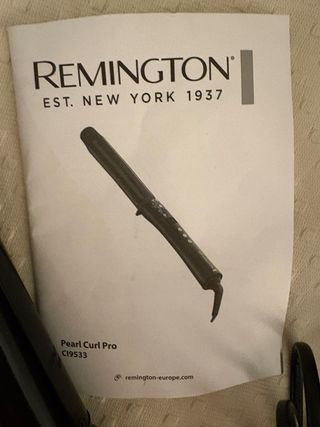 REMINGTON®
EST. NEW YORK 1937
Pearl Curl Pro
CI9533
remington-europe.com